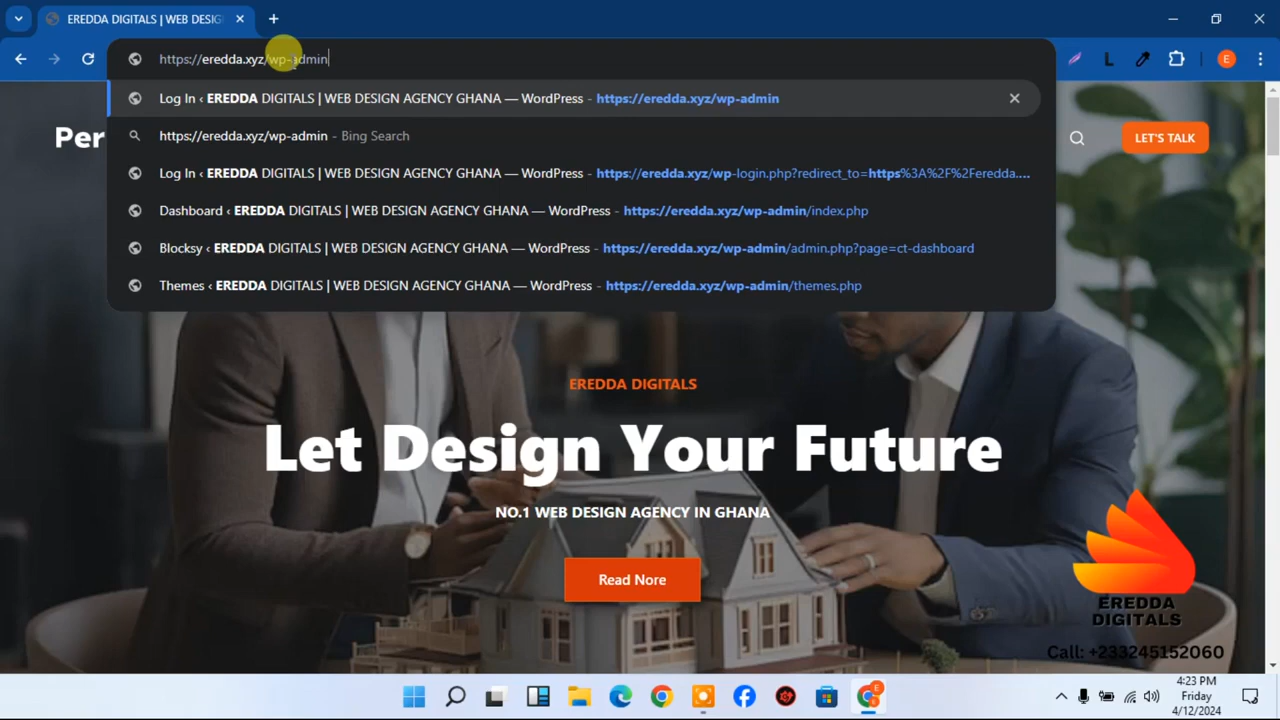 EREDDA DIGITALS | WEB DESIG
https://eredda.xyz/wp-admin
L
E
Log In ‹ EREDDA DIGITALS | WEB DESIGN AGENCY GHANA — WordPress - https://eredda.xyz/wp-admin
https://eredda.xyz/wp-admin - Bing Search
Log In ‹ EREDDA DIGITALS | WEB DESIGN AGENCY GHANA — WordPress - https://eredda.xyz/wp-login.php?redirect_to=https%3A%2F%2Feredda....
Dashboard ‹ EREDDA DIGITALS | WEB DESIGN AGENCY GHANA — WordPress - https://eredda.xyz/wp-admin/index.php
Blocksy ‹ EREDDA DIGITALS | WEB DESIGN AGENCY GHANA — WordPress - https://eredda.xyz/wp-admin/admin.php?page=ct-dashboard
Themes ‹ EREDDA DIGITALS | WEB DESIGN AGENCY GHANA — WordPress - https://eredda.xyz/wp-admin/themes.php
Per
LET'S TALK
EREDDA DIGITALS
Let Design Your Future
NO.1 WEB DESIGN AGENCY IN GHANA
Read Nore
EREDDA
DIGITALS
Call: +233245152060
E
4:23 PM
Friday
4/12/2024